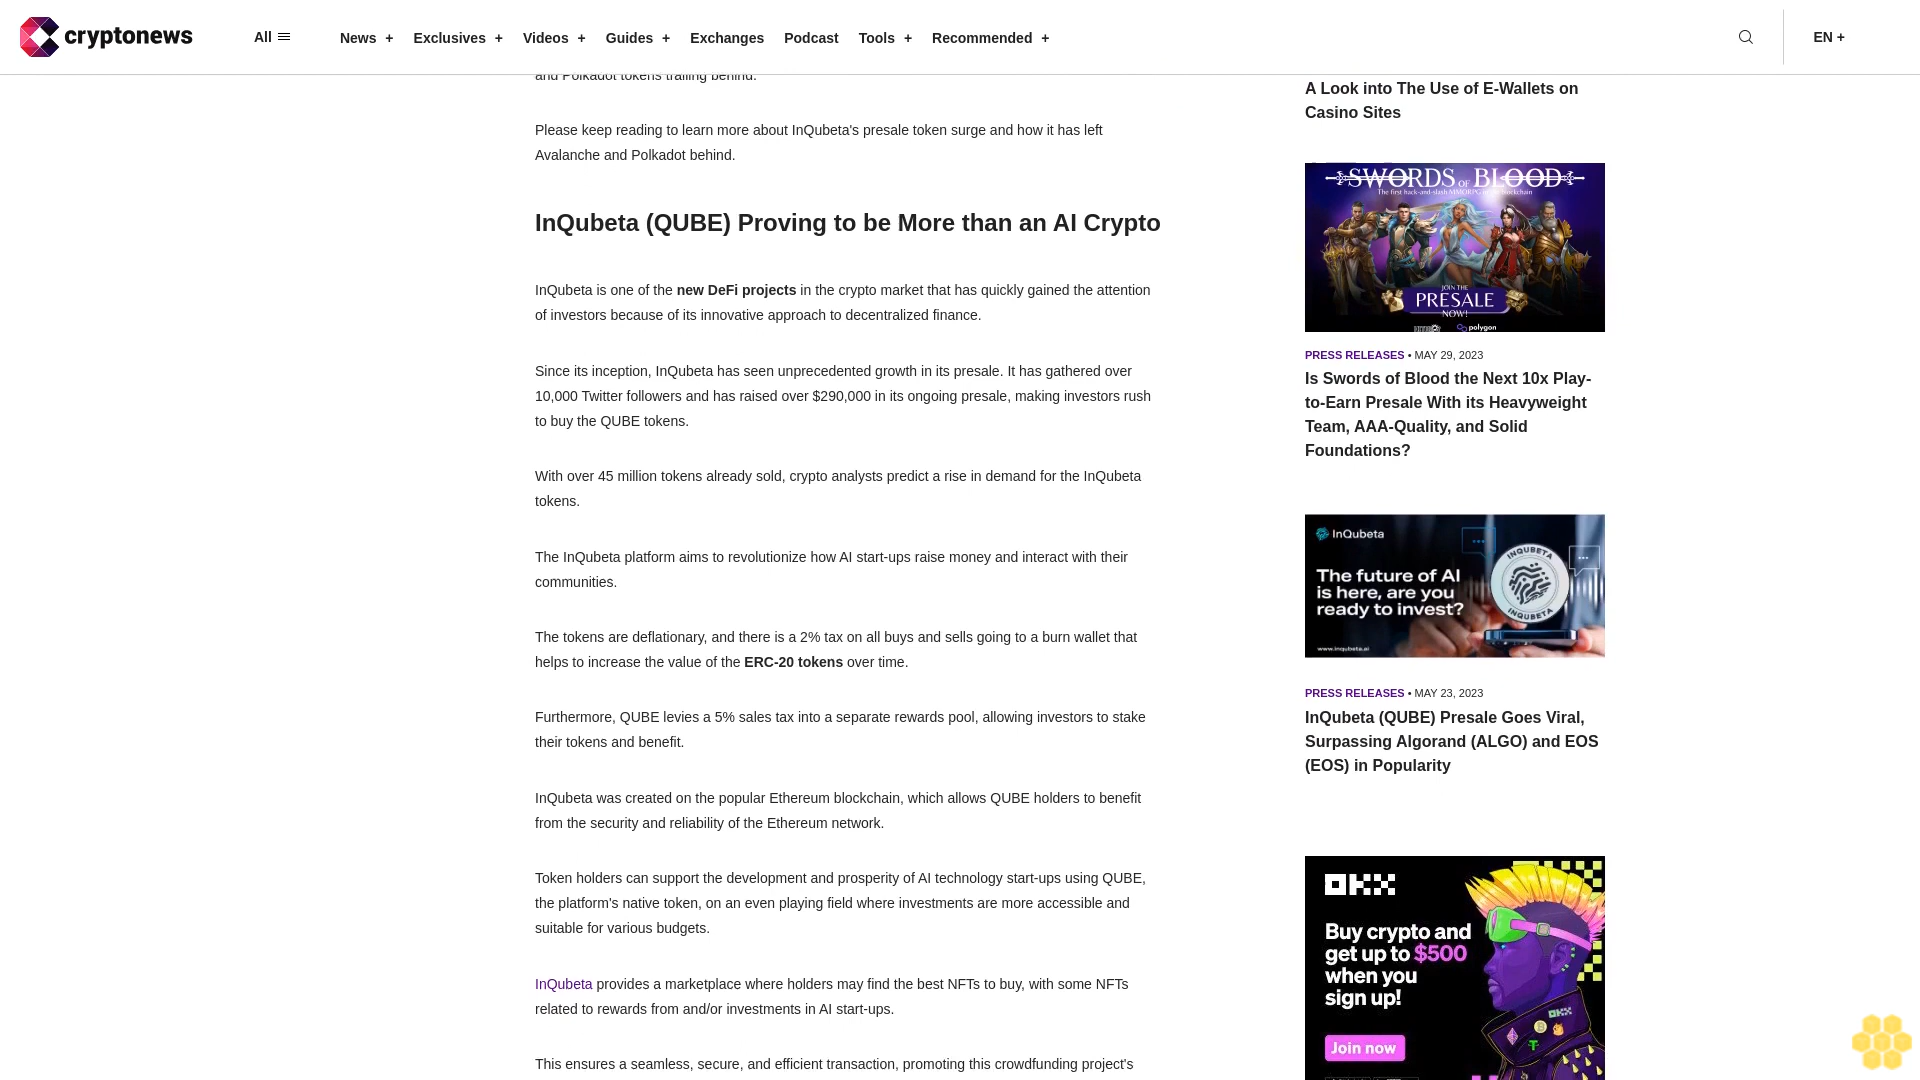 cryptonews
All
News +
Exclusives +
Videos +
Guides +
Exchanges
Podcast
Tools +
Recommended +
EN +
and Polkadot tokens trailing behind.
Please keep reading to learn more about InQubeta's presale token surge and how it has left
Avalanche and Polkadot behind.
InQubeta (QUBE) Proving to be More than an AI Crypto
InQubeta is one of the new DeFi projects in the crypto market that has quickly gained the attention
of investors because of its innovative approach to decentralized finance.
Since its inception, InQubeta has seen unprecedented growth in its presale. It has gathered over
10,000 Twitter followers and has raised over $290,000 in its ongoing presale, making investors rush
to buy the QUBE tokens.
With over 45 million tokens already sold, crypto analysts predict a rise in demand for the InQubeta
tokens.
The InQubeta platform aims to revolutionize how AI start-ups raise money and interact with their
communities.
The tokens are deflationary, and there is a 2% tax on all buys and sells going to a burn wallet that
helps to increase the value of the ERC-20 tokens over time.
Furthermore, QUBE levies a 5% sales tax into a separate rewards pool, allowing investors to stake
their tokens and benefit.
InQubeta was created on the popular Ethereum blockchain, which allows QUBE holders to benefit
from the security and reliability of the Ethereum network.
Token holders can support the development and prosperity of AI technology start-ups using QUBE,
the platform's native token, on an even playing field where investments are more accessible and
suitable for various budgets.
InQubeta provides a marketplace where holders may find the best NFTs to buy, with some NFTs
related to rewards from and/or investments in AI start-ups.
This ensures a seamless, secure, and efficient transaction, promoting this crowdfunding project's
A Look into The Use of E-Wallets on
Casino Sites
SWORDS OF BLOOD
The first hack-and-slash MMORPG on the blockchain
JOIN THE
PRESALE
NOW!
polygon
PRESS RELEASES • MAY 29, 2023
Is Swords of Blood the Next 10x Play-
to-Earn Presale With its Heavyweight
Team, AAA-Quality, and Solid
Foundations?
InQubeta
The future of AI
is here, are you
ready to invest?
INQUBETA
INQUBETA
www.inqubeta.ai
PRESS RELEASES • MAY 23, 2023
InQubeta (QUBE) Presale Goes Viral,
Surpassing Algorand (ALGO) and EOS
(EOS) in Popularity
OKX
Buy crypto and
get up to $500
when you
sign up!
OKX
Join now